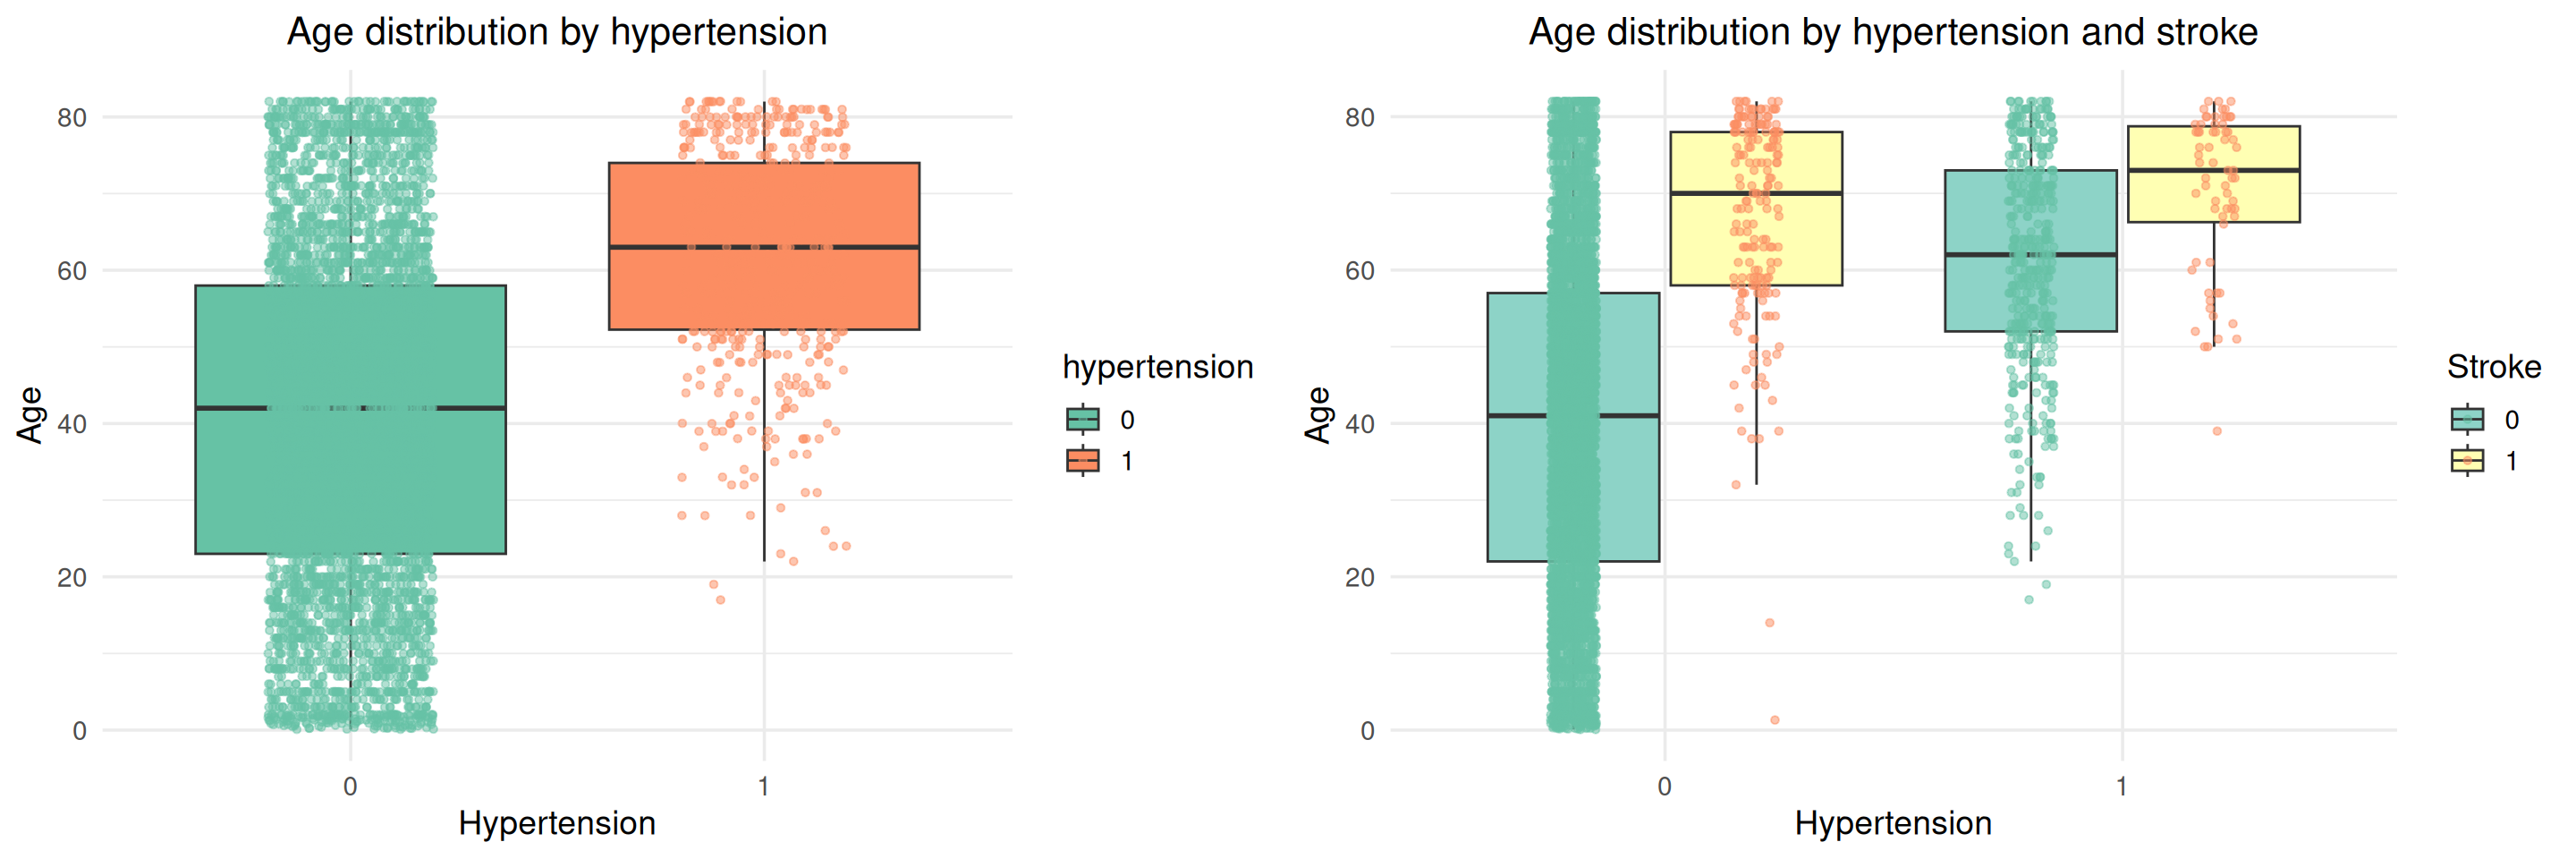 Age distribution by hypertension
Age
80
60
40
20
0
0 1
Hypertension
hypertension
0
1
Age distribution by hypertension and stroke
Age
80
60
40
20
0
0 1
Hypertension
Stroke
0
1